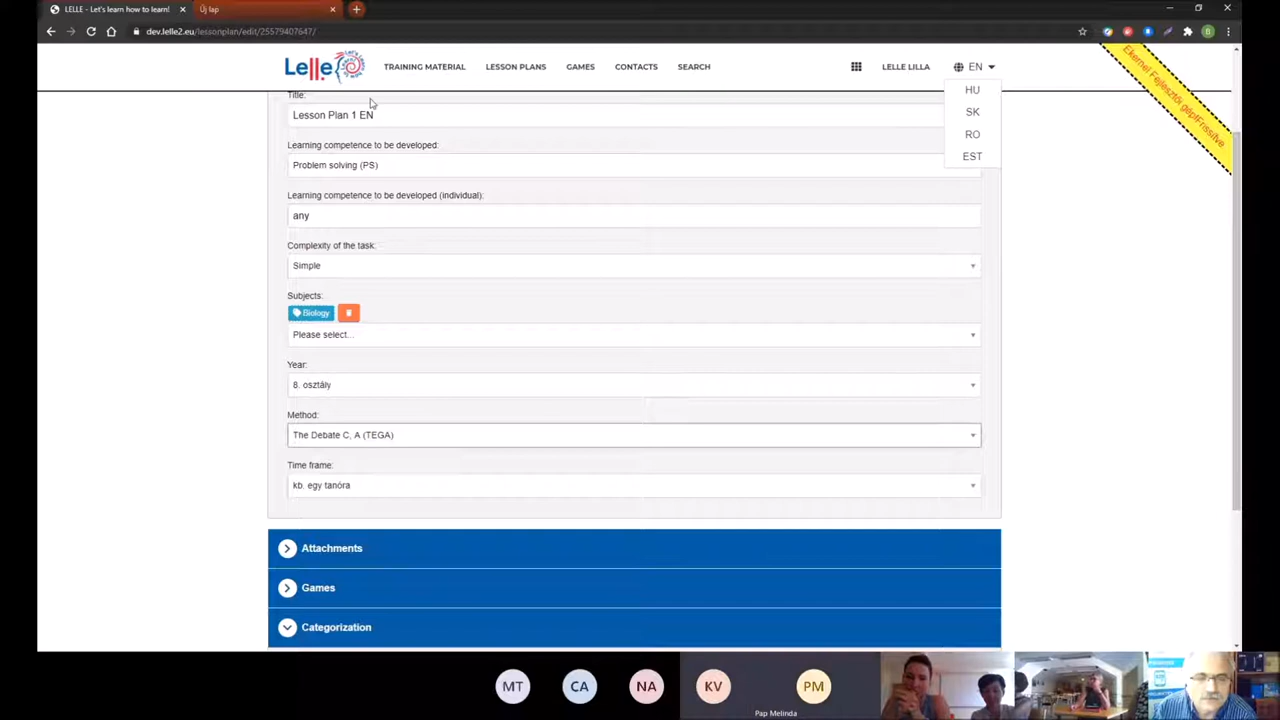 LELLE - Let's learn how to learn!
Új lap
dev.lelle2.eu/lessonplan/edit/25579407647/
B
Lelle
TRAINING MATERIAL
LESSON PLANS
GAMES
CONTACTS
SEARCH
LELLE LILLA
EN
HU
SK
RO
EST
Ekernel Fejlesztői gép!Frissítve
Title:
Lesson Plan 1 EN
Learning competence to be developed:
Problem solving (PS)
Learning competence to be developed (individual):
any
Complexity of the task:
Simple
Subjects:
Biology
Please select...
Year:
8. osztály
Method:
The Debate C, A (TEGA)
Time frame:
kb. egy tanóra
Attachments
Games
Categorization
MT
CA
NA
KV
PM
Pap Melinda